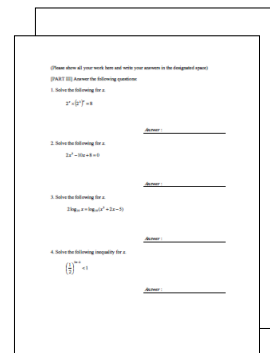 (Please show all your work here and write your answers in the designated space)
[PART III] Answer the following questions:
1. Solve the following for x.
Answer :
2. Solve the following for x.
2x² − 10x + 8 = 0
Answer :
3. Solve the following for x.
Answer :
4. Solve the following inequality for x.
Answer :